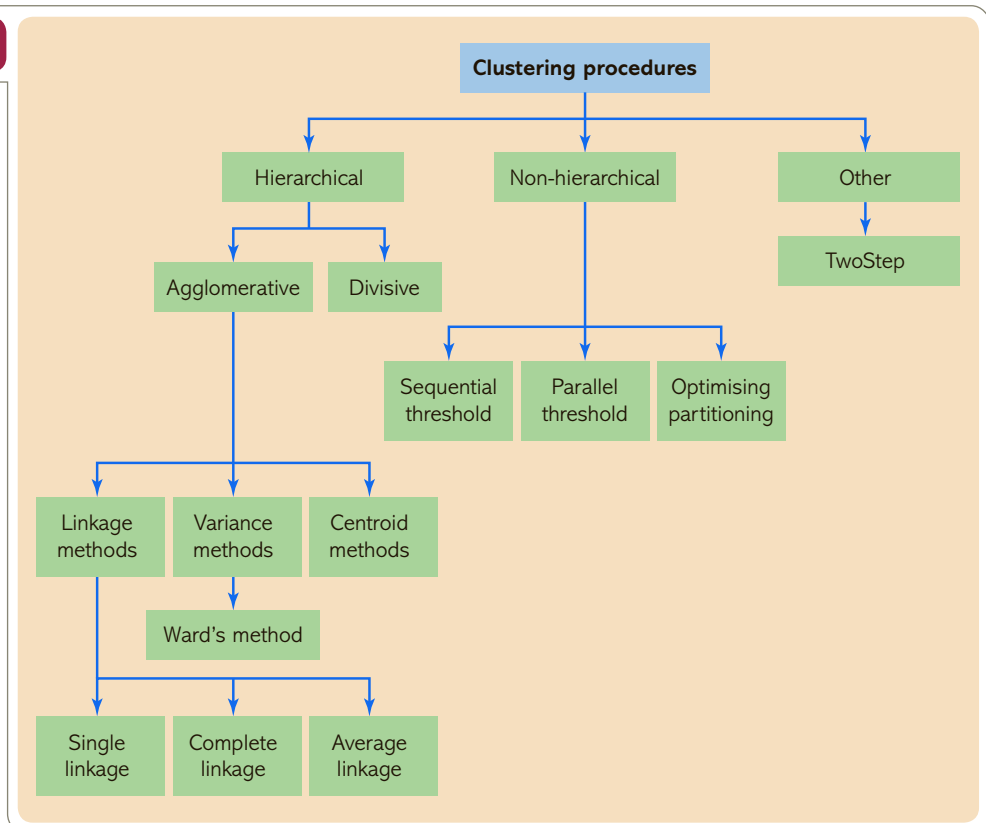 Clustering procedures
Hierarchical
Non-hierarchical
Other
TwoStep
Agglomerative
Divisive
Sequential
threshold
Parallel
threshold
Optimising
partitioning
Linkage
methods
Variance
methods
Centroid
methods
Ward’s method
Single
linkage
Complete
linkage
Average
linkage